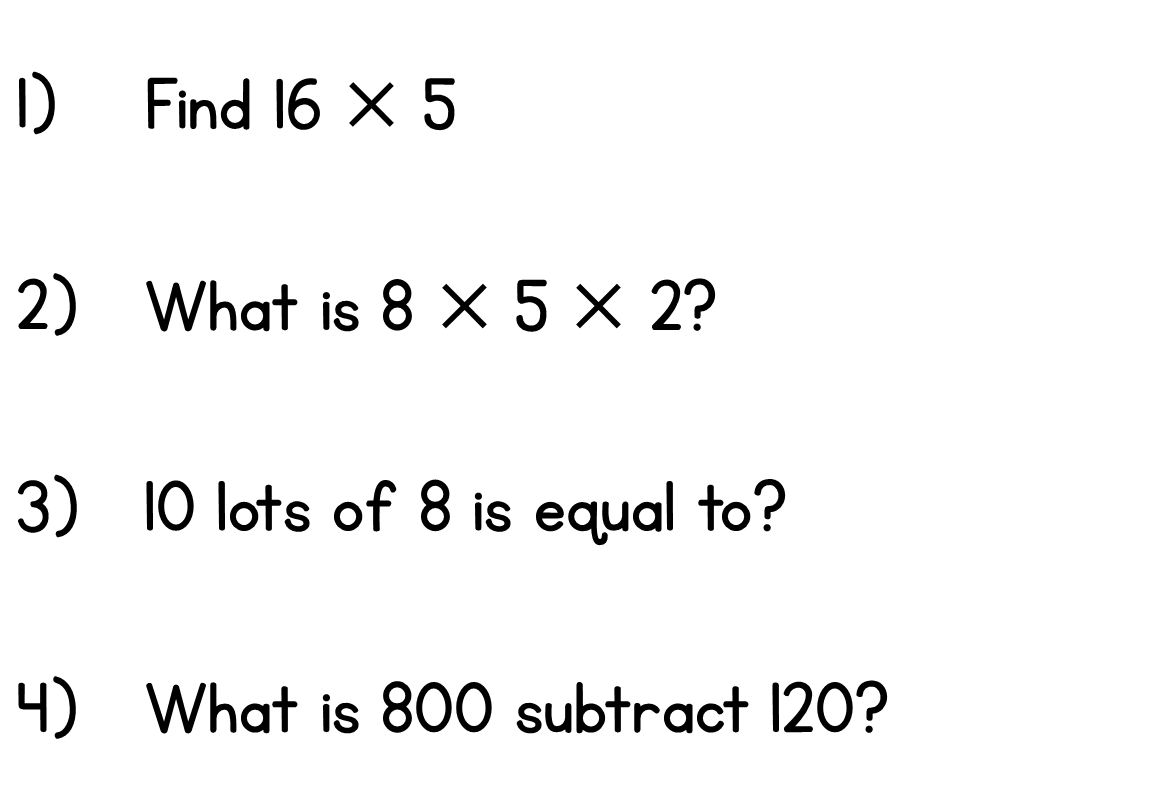 1) Find 16 × 5
2) What is 8 × 5 × 2?
3) 10 lots of 8 is equal to?
4) What is 800 subtract 120?